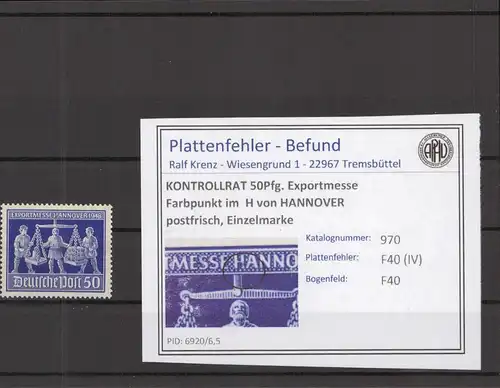 EXPORTMESSE HANNOVER 1948
Deutsche Post 50
Plattenfehler - Befund
Ralf Krenz - Wiesengrund 1 - 22967 Tremsbüttel
KONTROLLRAT 50Pfg. Exportmesse
Farbpunkt im H von HANNOVER
postfrisch, Einzelmarke
MESSE HANNO
Katalognummer: 970
Plattenfehler: F40 (IV)
Bogenfeld: F40
PID: 6920/6,5